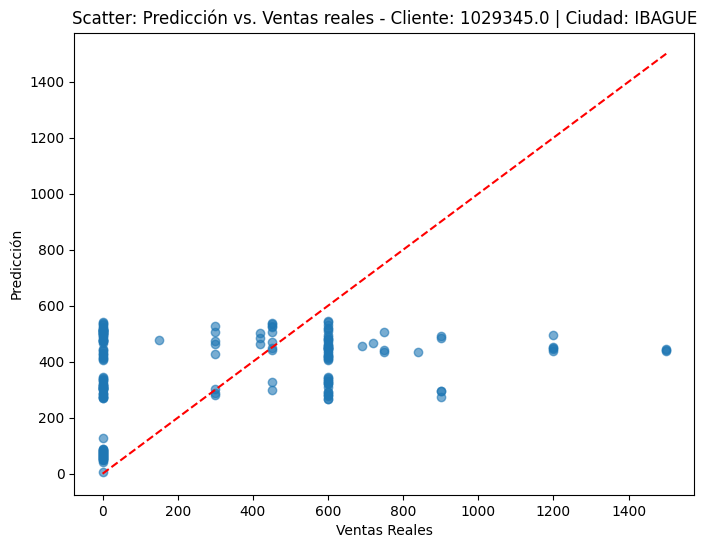 Scatter: Predicción vs. Ventas reales - Cliente: 1029345.0 | Ciudad: IBAGUE
1400
1200
1000
800
600
400
200
0
Predicción
0 200 400 600 800 1000 1200 1400
Ventas Reales